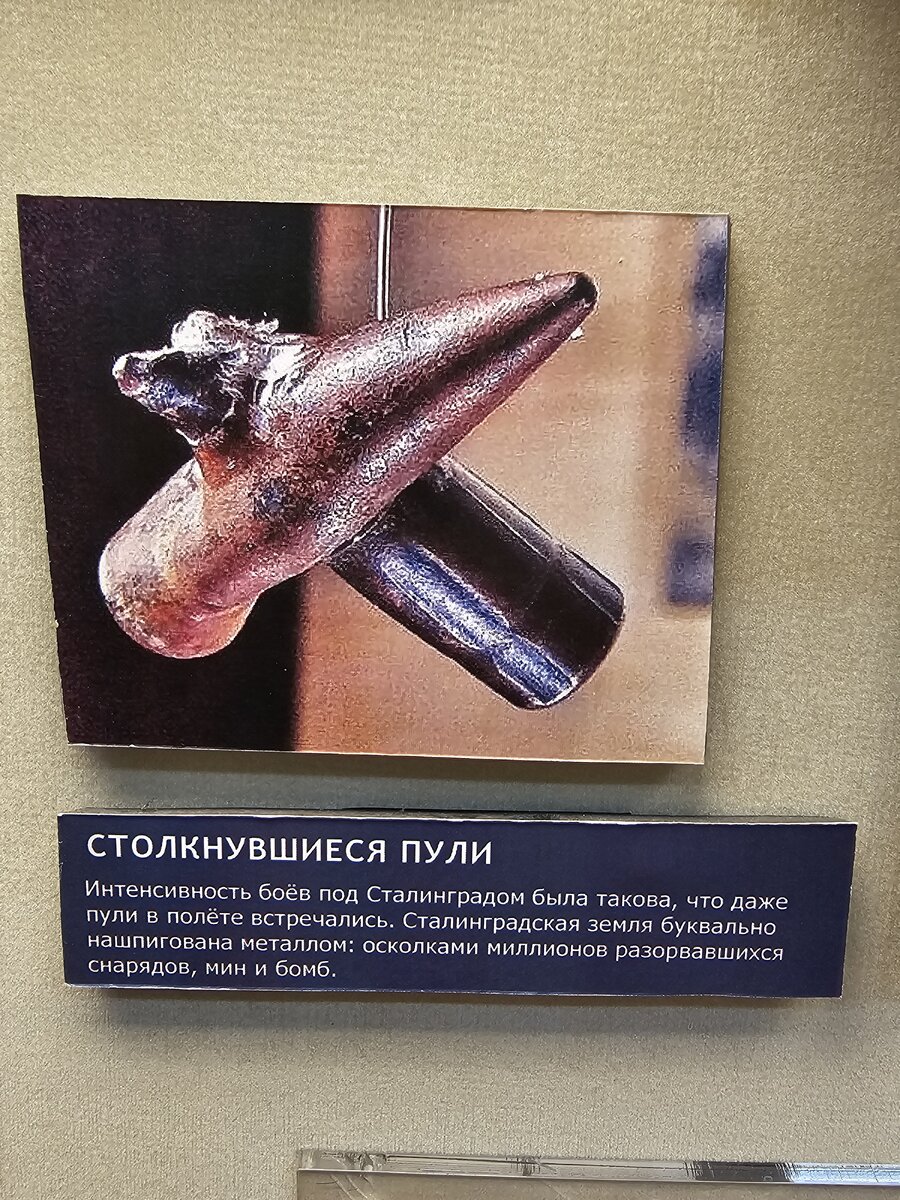 СТОЛКНУВШИЕСЯ ПУЛИ
Интенсивность боёв под Сталинградом была такова, что даже
пули в полёте встречались. Сталинградская земля буквально
нашпигована металлом: осколками миллионов разорвавшихся
снарядов, мин и бомб.